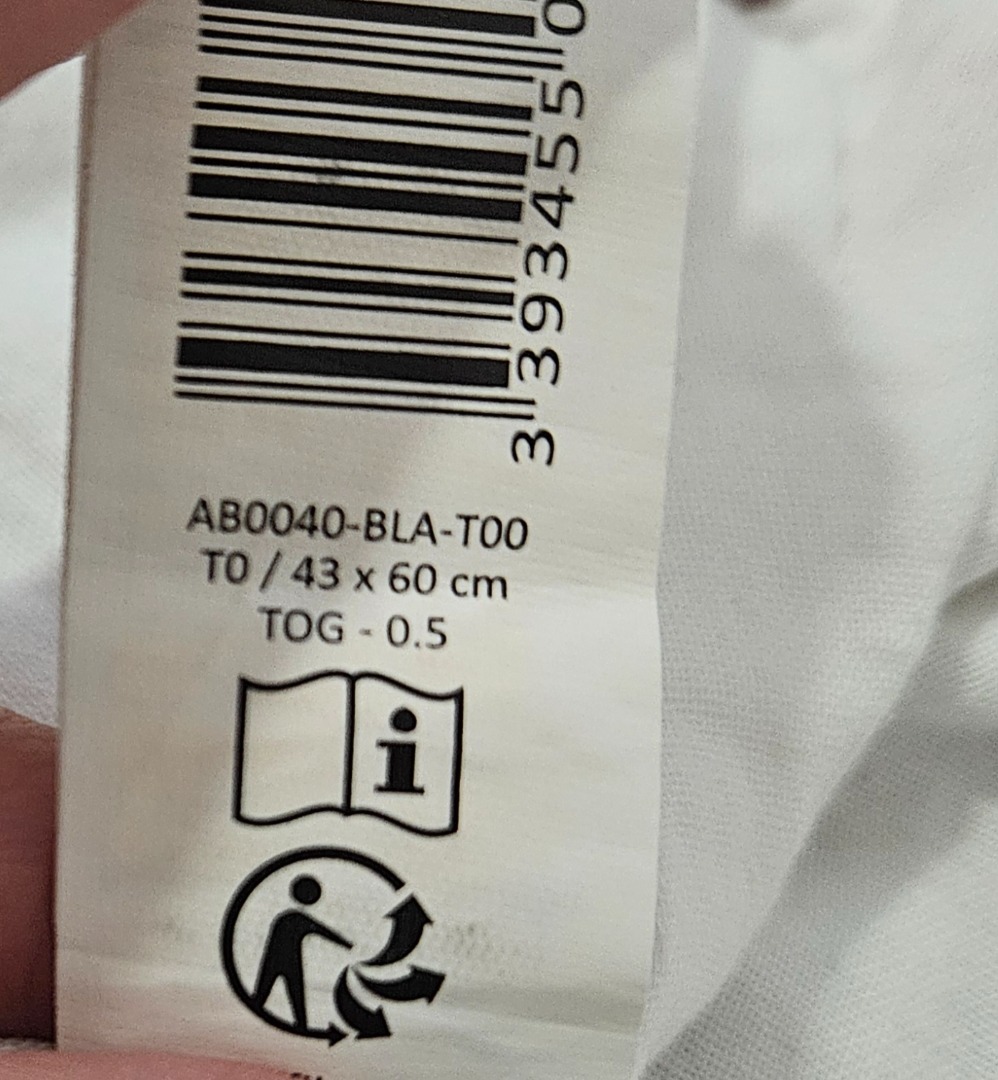 3 393455 0
AB0040-BLA-T00
T0 / 43 x 60 cm
TOG - 0.5
i